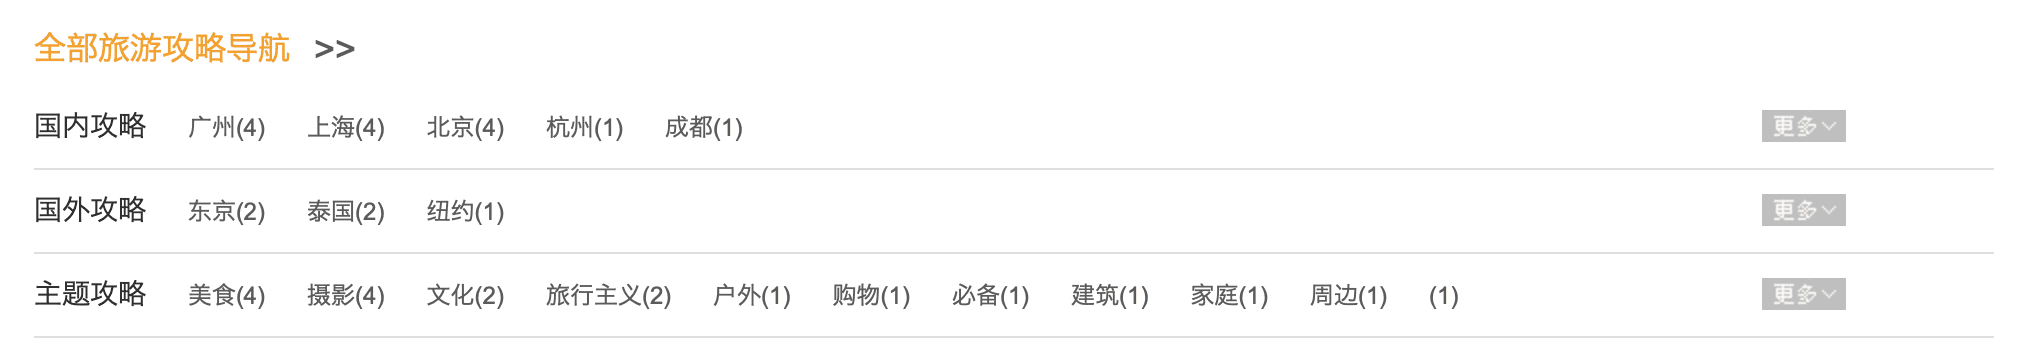 全部旅游攻略导航 >>
国内攻略 广州(4) 上海(4) 北京(4) 杭州(1) 成都(1) 更多
国外攻略 东京(2) 泰国(2) 纽约(1) 更多
主题攻略 美食(4) 摄影(4) 文化(2) 旅行主义(2) 户外(1) 购物(1) 必备(1) 建筑(1) 家庭(1) 周边(1) (1) 更多